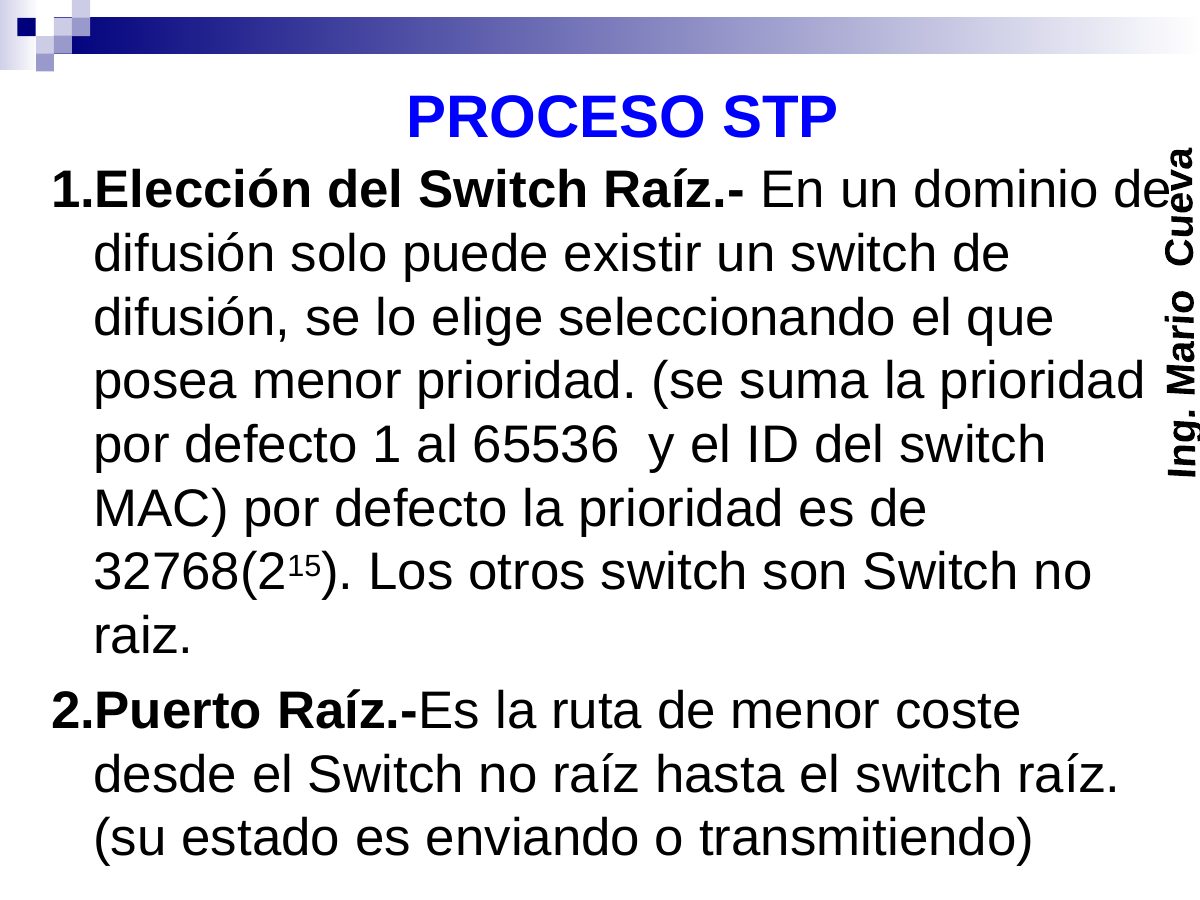 PROCESO STP
1.Elección del Switch Raíz.- En un dominio de
difusión solo puede existir un switch de
difusión, se lo elige seleccionando el que
posea menor prioridad. (se suma la prioridad
por defecto 1 al 65536 y el ID del switch
MAC) por defecto la prioridad es de
32768(2¹⁵). Los otros switch son Switch no
raiz.
2.Puerto Raíz.-Es la ruta de menor coste
desde el Switch no raíz hasta el switch raíz.
(su estado es enviando o transmitiendo)
Ing. Mario Cueva